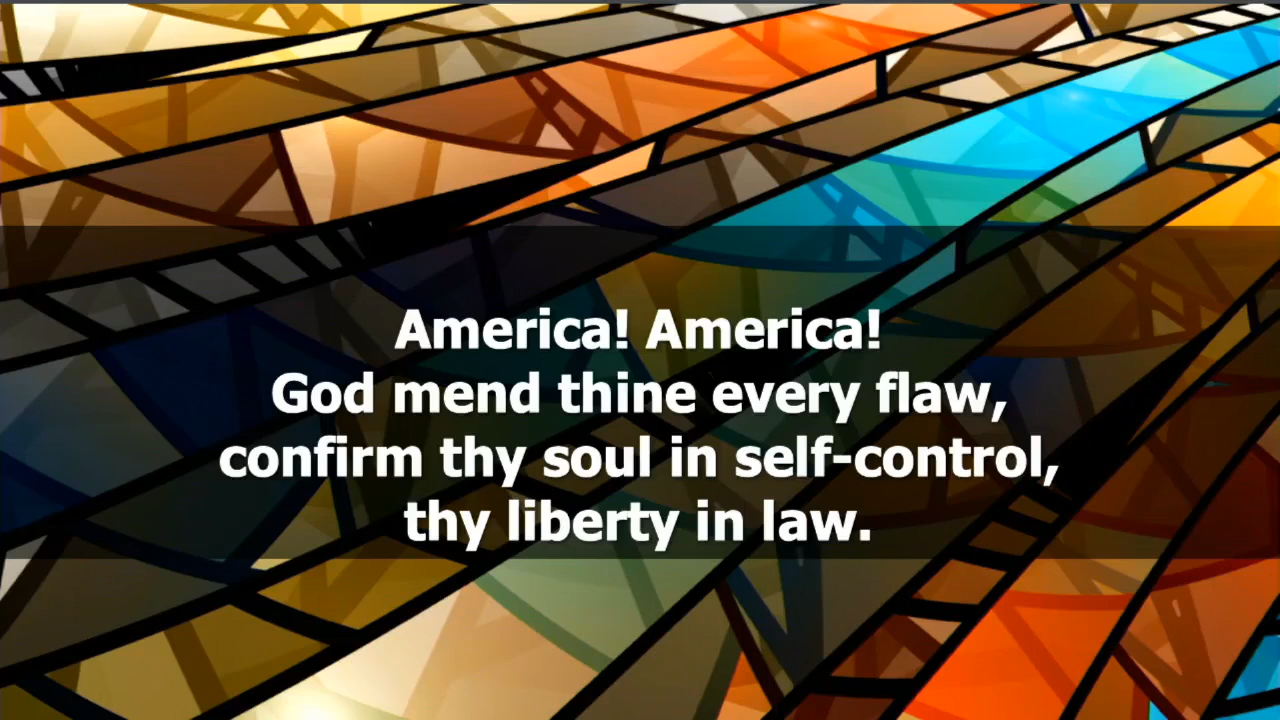 America! America!
God mend thine every flaw,
confirm thy soul in self-control,
thy liberty in law.